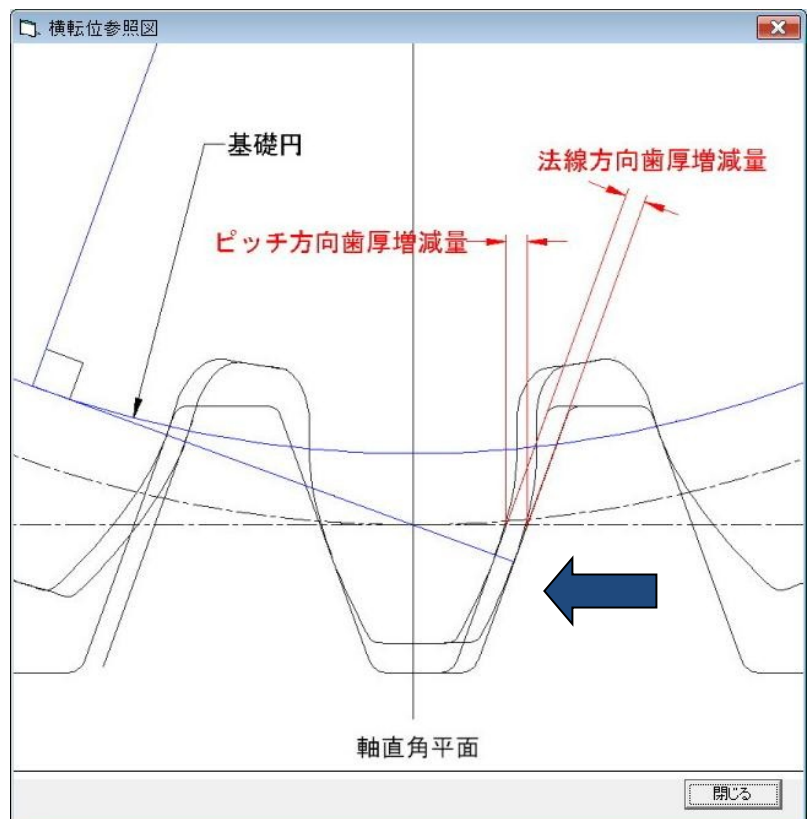 横転位参照図
基礎円
法線方向歯厚増減量
ピッチ方向歯厚増減量
軸直角平面
閉じる